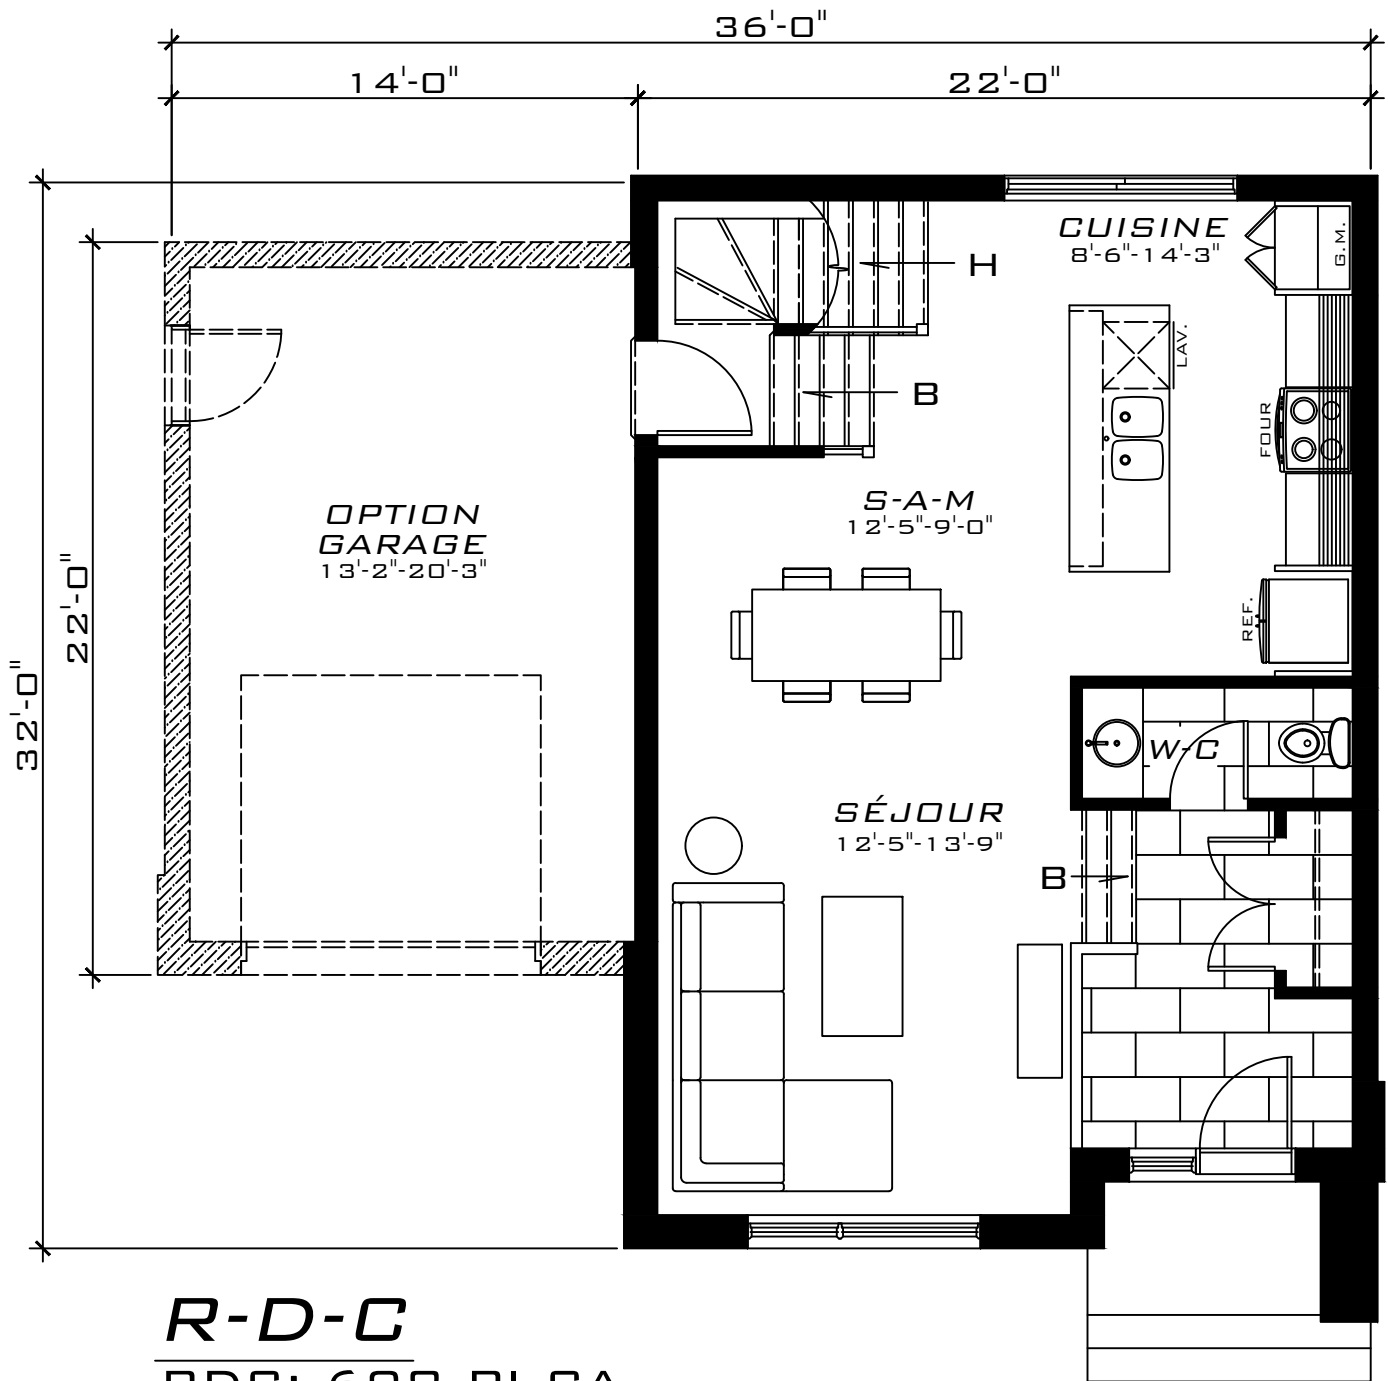 36'-0"
14'-0"
22'-0"
CUISINE
8'-6"-14'-3"
G.M.
H
LAV.
B
FOUR
S-A-M
12'-5"-9'-0"
OPTION
GARAGE
13'-2"-20'-3"
22'-0"
32'-0"
REF.
W-C
SÉJOUR
12'-5"-13'-9"
B
R-D-C